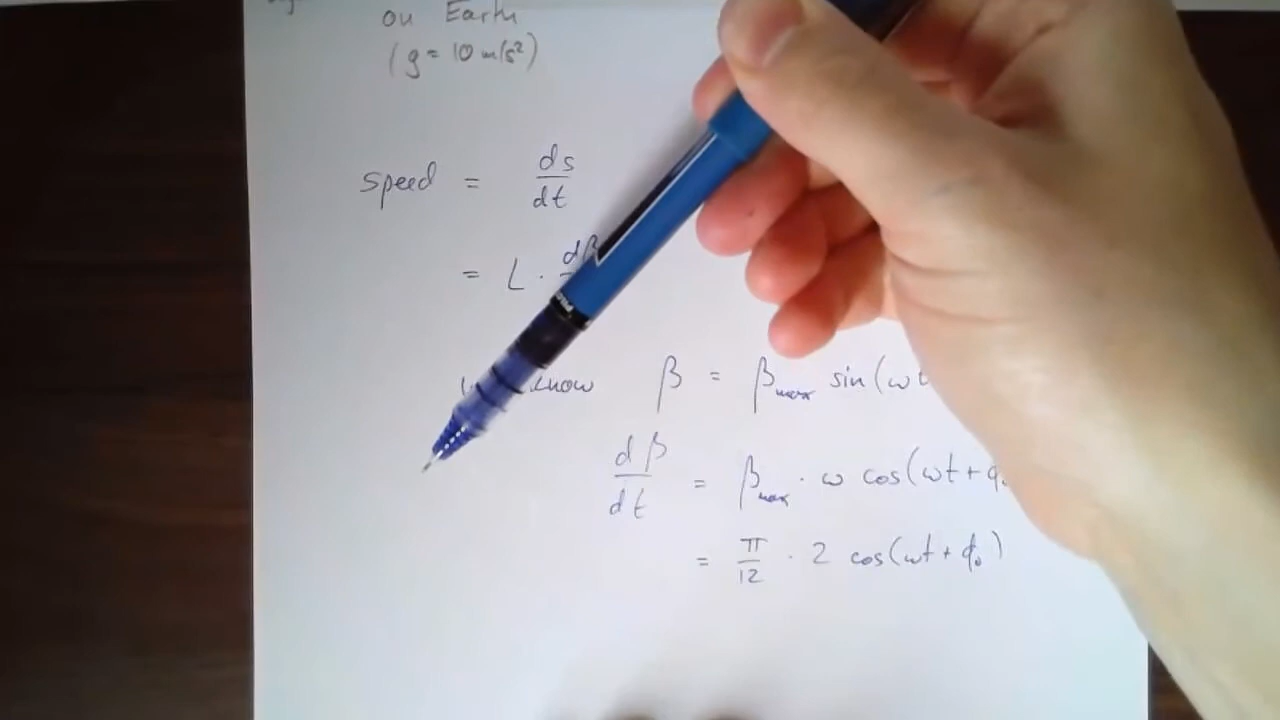 on Earth
(g = 10 m/s²)
speed = ds/dt
= L · dβ
know β = βmax sin(ω
dβ/dt = βmax · ω cos(ωt + φ
= π/12 · 2 cos(ωt + φ₀)